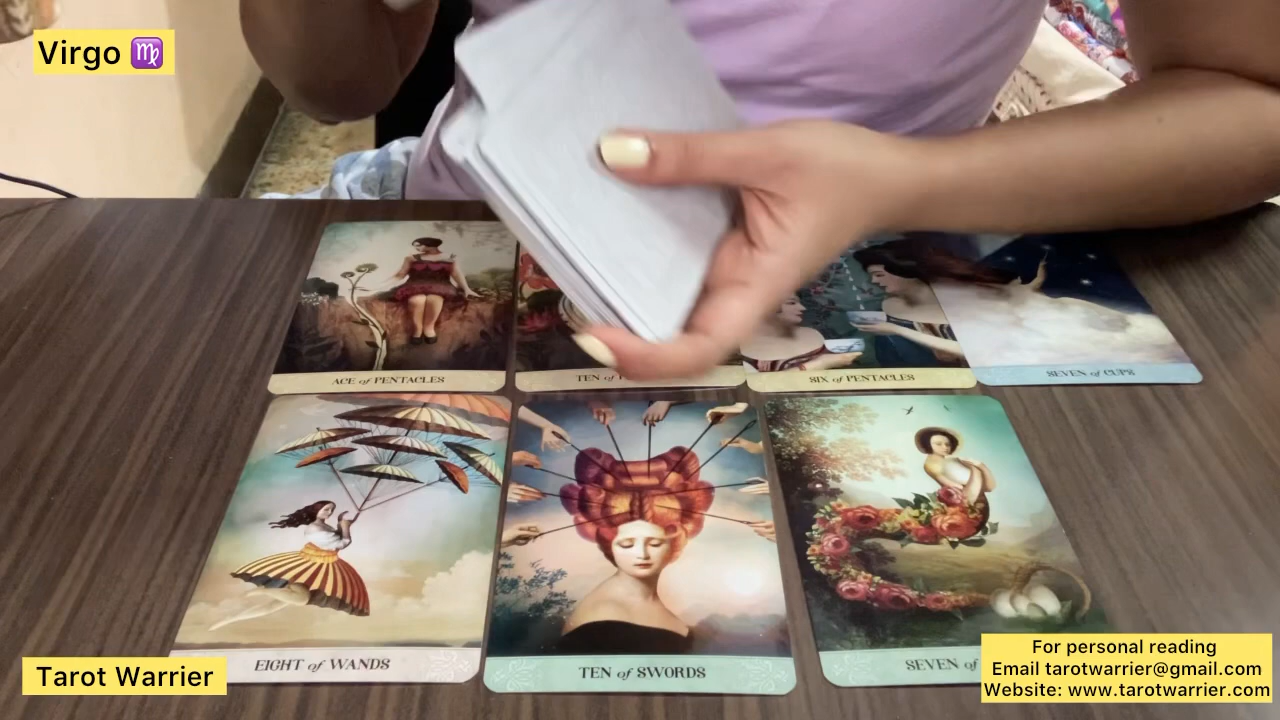 Virgo ♍
ACE of PENTACLES
TEN of
SIX of PENTACLES
SEVEN of CUPS
EIGHT of WANDS
TEN of SWORDS
SEVEN of
Tarot Warrier
For personal reading
Email tarotwarrier@gmail.com
Website: www.tarotwarrier.com